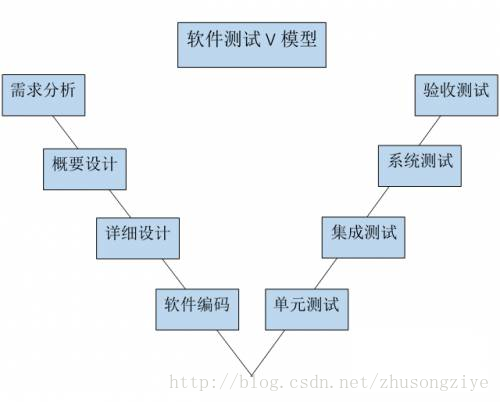 软件测试 V 模型
需求分析
验收测试
概要设计
系统测试
详细设计
集成测试
软件编码
单元测试
http://blog.csdn.net/zhusongziye